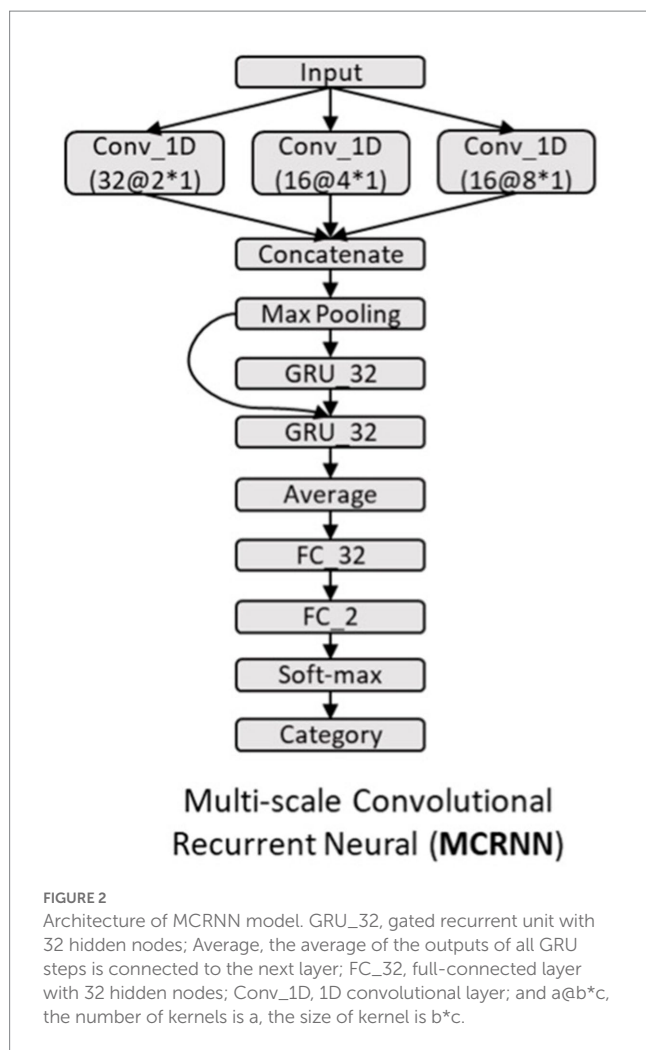 Input
Conv_1D Conv_1D Conv_1D
(32@2*1) (16@4*1) (16@8*1)
Concatenate
Max Pooling
GRU_32
GRU_32
Average
FC_32
FC_2
Soft-max
Category
Multi-scale Convolutional
Recurrent Neural (MCRNN)
FIGURE 2
Architecture of MCRNN model. GRU_32, gated recurrent unit with
32 hidden nodes; Average, the average of the outputs of all GRU
steps is connected to the next layer; FC_32, full-connected layer
with 32 hidden nodes; Conv_1D, 1D convolutional layer; and a@b*c,
the number of kernels is a, the size of kernel is b*c.